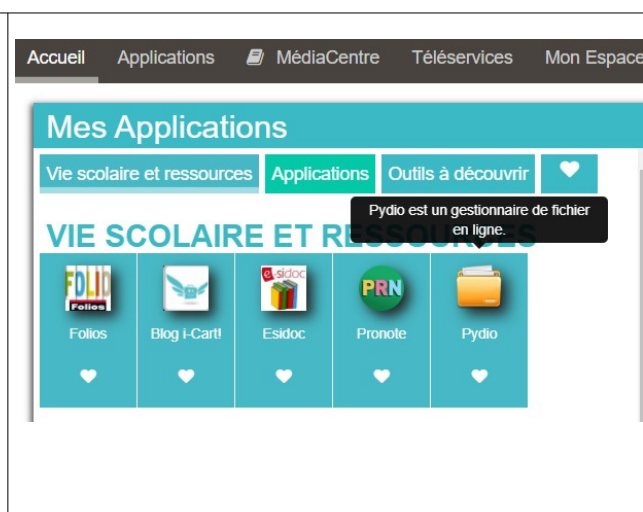 Accueil Applications MédiaCentre Téléservices Mon Espace
Mes Applications
Vie scolaire et ressources Applications Outils à découvrir
Pydio est un gestionnaire de fichier
en ligne.
VIE SCOLAIRE ET RESSOURCES
FOLIO
Folios
e-sidoc
PRN
Folios Blog i-Cart! Esidoc Pronote Pydio